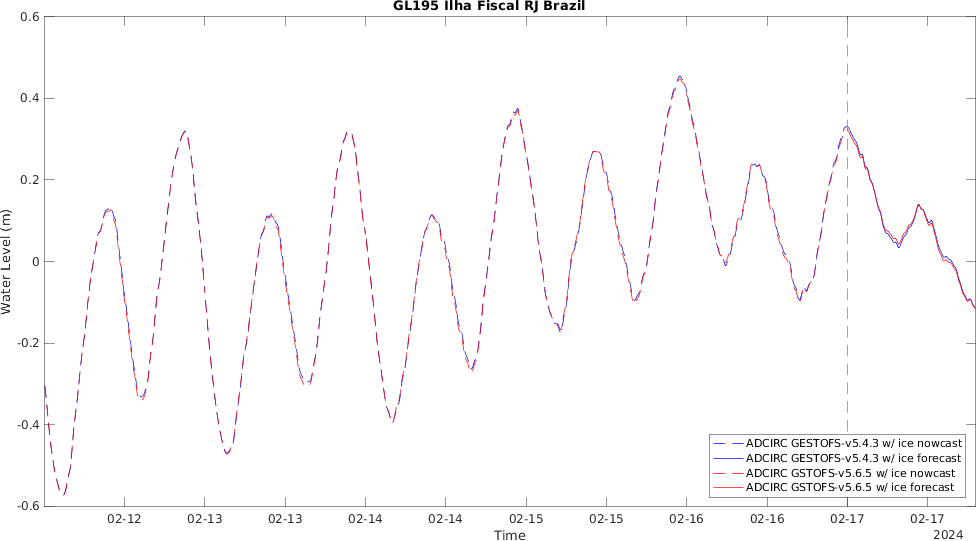 GL195 Ilha Fiscal RJ Brazil
0.6
0.4
0.2
0
-0.2
-0.4
-0.6
Water Level (m)
ADCIRC GESTOFS-v5.4.3 w/ ice nowcast
ADCIRC GESTOFS-v5.4.3 w/ ice forecast
ADCIRC GSTOFS-v5.6.5 w/ ice nowcast
ADCIRC GSTOFS-v5.6.5 w/ ice forecast
02-12 02-13 02-13 02-14 02-14 02-15 02-15 02-16 02-16 02-17 02-17
Time 2024